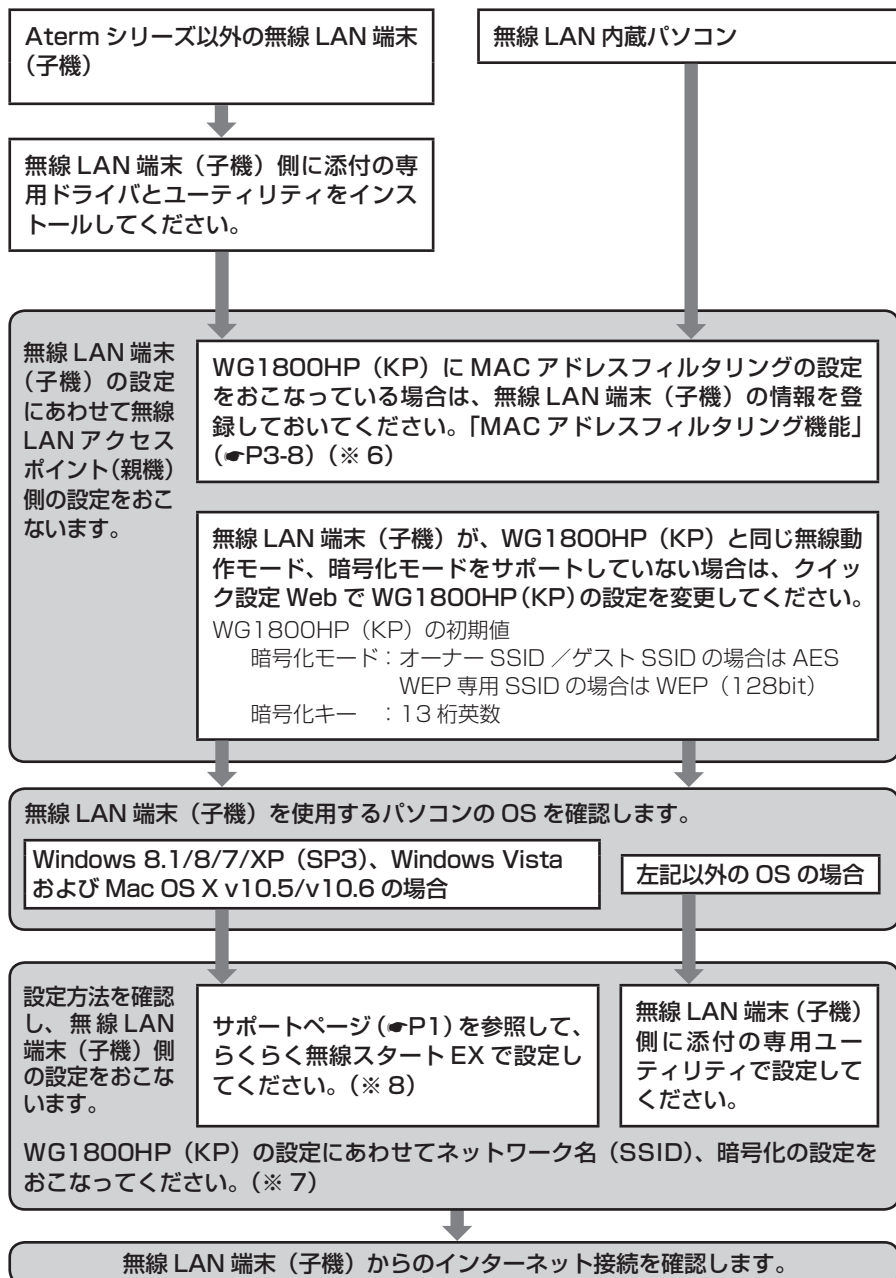 Aterm シリーズ以外の無線 LAN 端末
（子機）
無線 LAN 内蔵パソコン
無線 LAN 端末（子機）側に添付の専
用ドライバとユーティリティをインス
トールしてください。
無線 LAN 端末
（子機）の設定
にあわせて無線
LAN アクセス
ポイント（親機）
側の設定をおこ
ないます。
WG1800HP（KP）に MAC アドレスフィルタリングの設定
をおこなっている場合は、無線 LAN 端末（子機）の情報を登
録しておいてください。「MAC アドレスフィルタリング機能」
（☛P3-8）（※ 6）
無線 LAN 端末（子機）が、WG1800HP（KP）と同じ無線動
作モード、暗号化モードをサポートしていない場合は、クイッ
ク設定 Web で WG1800HP（KP）の設定を変更してください。
WG1800HP（KP）の初期値
暗号化モード：オーナー SSID ／ゲスト SSID の場合は AES
WEP 専用 SSID の場合は WEP（128bit）
暗号化キー ：13 桁英数
無線 LAN 端末（子機）を使用するパソコンの OS を確認します。
Windows 8.1/8/7/XP（SP3）、Windows Vista
および Mac OS X v10.5/v10.6 の場合
左記以外の OS の場合
設定方法を確認
し、無線 LAN
端末（子機）側
の設定をおこな
います。
サポートページ（☛P1）を参照して、
らくらく無線スタート EX で設定し
てください。（※ 8）
無線 LAN 端末（子機）
側に添付の専用ユー
ティリティで設定して
ください。
WG1800HP（KP）の設定にあわせてネットワーク名（SSID）、暗号化の設定を
おこなってください。（※ 7）
無線 LAN 端末（子機）からのインターネット接続を確認します。